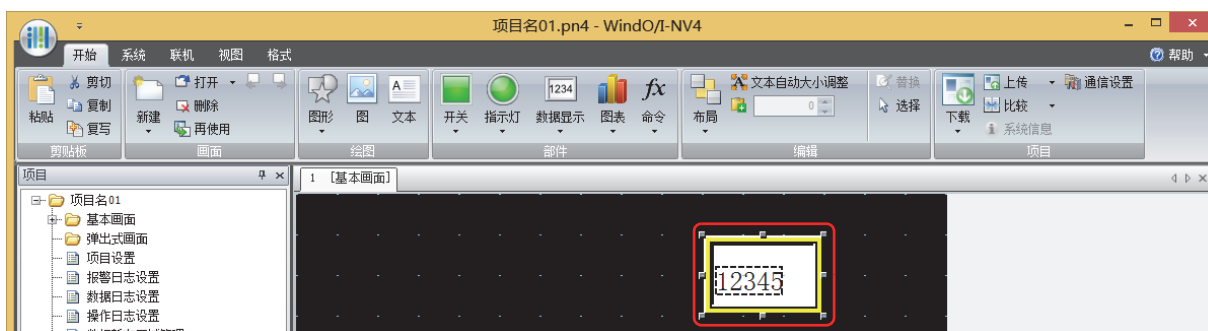 项目名01.pn4 - WindO/I-NV4
开始 系统 联机 视图 格式 帮助
粘贴 剪切 复制 复写
新建 打开 删除 再使用
图形 图 文本
开关 指示灯 1234 数据显示 图表 fx 命令
布局 文本自动大小调整 0 替换 选择
下载 上传 比较 系统信息 通信设置
剪贴板 画面 绘图 部件 编辑 项目
项目
1 [基本画面]
项目名01
基本画面
弹出式画面
项目设置
报警日志设置
数据日志设置
操作日志设置
12345